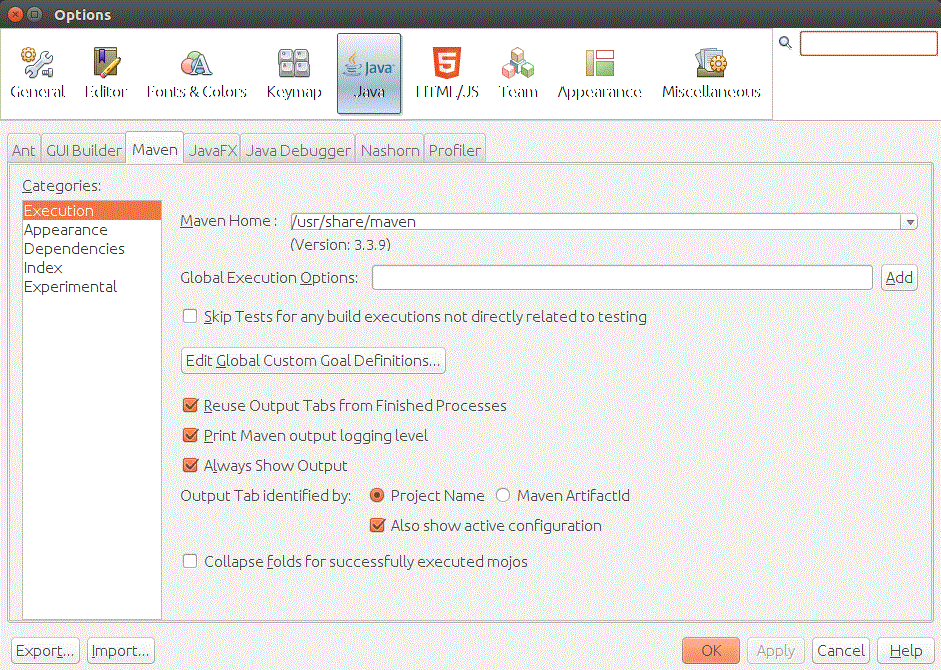 Options
General Editor Fonts & Colors Keymap Java Java HTML/JS Team Appearance Miscellaneous
Ant GUI Builder Maven JavaFX Java Debugger Nashorn Profiler
Categories:
Execution
Appearance
Dependencies
Index
Experimental
Maven Home : /usr/share/maven
(Version: 3.3.9)
Global Execution Options: Add
Skip Tests for any build executions not directly related to testing
Edit Global Custom Goal Definitions...
Reuse Output Tabs from Finished Processes
Print Maven output logging level
Always Show Output
Output Tab identified by: Project Name Maven ArtifactId
Also show active configuration
Collapse folds for successfully executed mojos
Export... Import... OK Apply Cancel Help